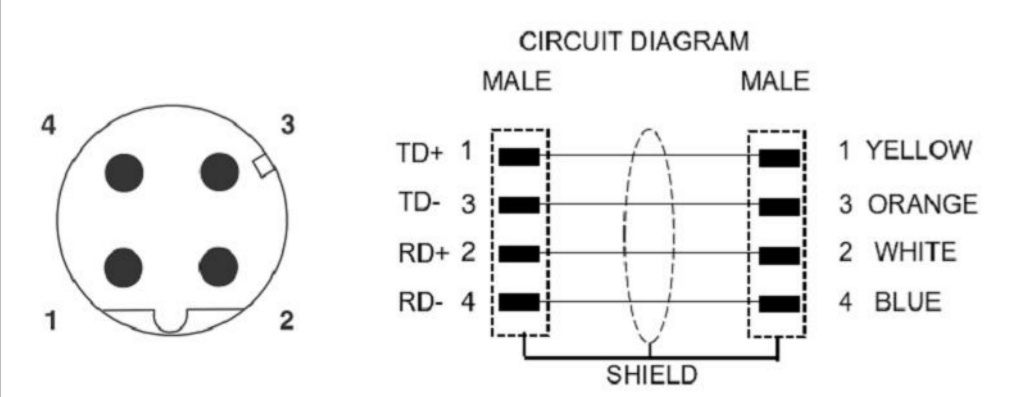 CIRCUIT DIAGRAM
MALE MALE
4 3
1 2
TD+ 1 1 YELLOW
TD- 3 3 ORANGE
RD+ 2 2 WHITE
RD- 4 4 BLUE
SHIELD